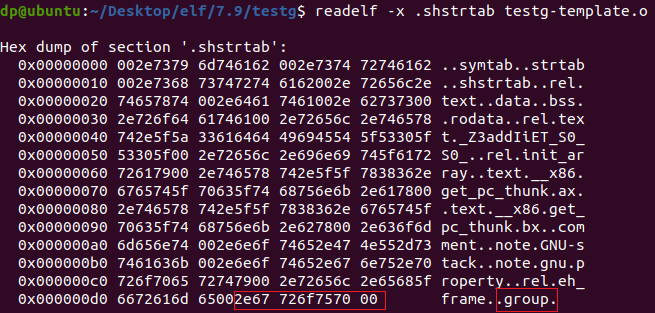 dp@ubuntu:~/Desktop/elf/7.9/testg$ readelf -x .shstrtab testg-template.o
Hex dump of section '.shstrtab':
0x00000000 002e7379 6d746162 002e7374 72746162 ..symtab..strtab
0x00000010 002e7368 73747274 6162002e 72656c2e ..shstrtab..rel.
0x00000020 74657874 002e6461 7461002e 62737300 text..data..bss.
0x00000030 2e726f64 61746100 2e72656c 2e746578 .rodata..rel.tex
0x00000040 742e5f5a 33616464 49694554 5f53305f t._Z3addIiET_S0_
0x00000050 53305f00 2e72656c 2e696e69 745f6172 S0_..rel.init_ar
0x00000060 72617900 2e746578 742e5f5f 7838362e ray..text.__x86.
0x00000070 6765745f 70635f74 68756e6b 2e617800 get_pc_thunk.ax.
0x00000080 2e746578 742e5f5f 7838362e 6765745f .text.__x86.get_
0x00000090 70635f74 68756e6b 2e627800 2e636f6d pc_thunk.bx..com
0x000000a0 6d656e74 002e6e6f 74652e47 4e552d73 ment..note.GNU-s
0x000000b0 7461636b 002e6e6f 74652e67 6e752e70 tack..note.gnu.p
0x000000c0 726f7065 72747900 2e72656c 2e65685f roperty..rel.eh_
0x000000d0 6672616d 65002e67 726f7570 00 frame..group.